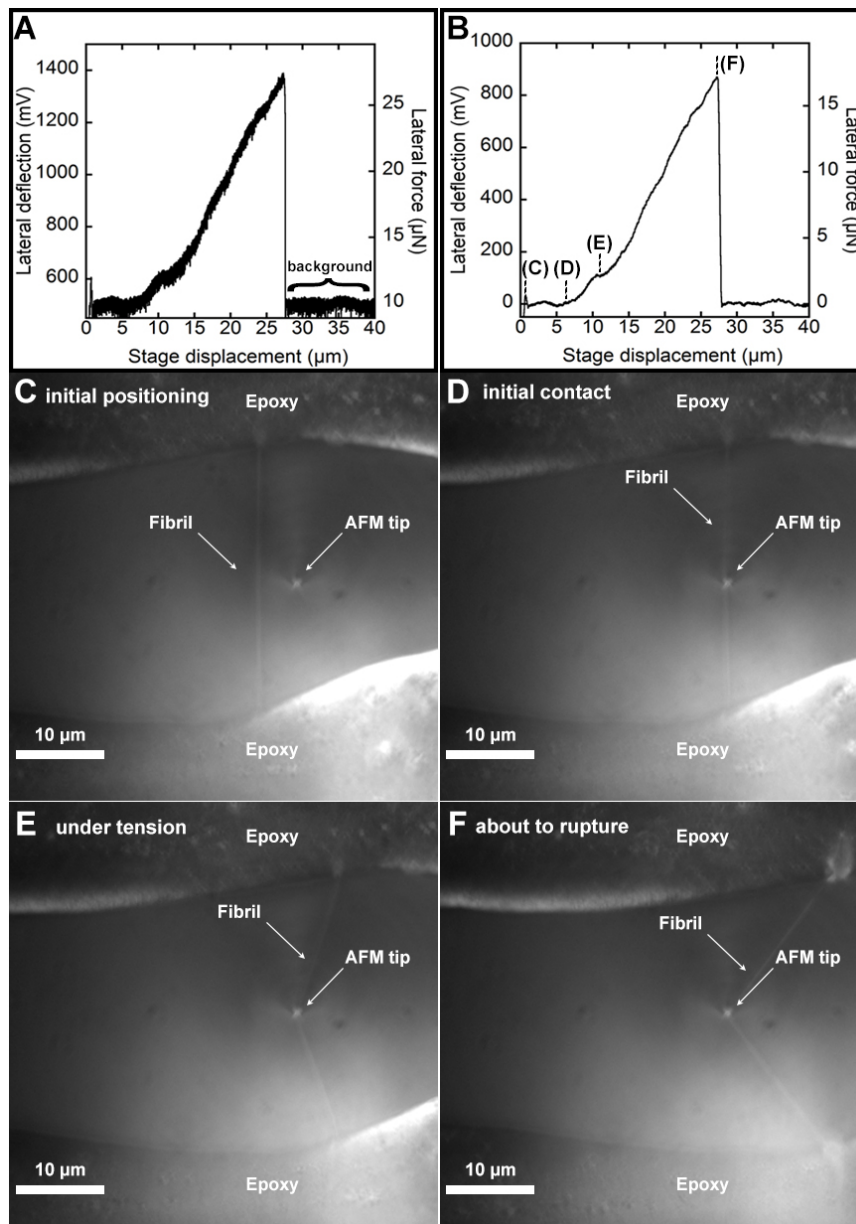 A
Lateral deflection (mV)
1400
1200
1000
800
600
25
20
15
10
Lateral force (μN)
background
0 5 10 15 20 25 30 35 40
Stage displacement (μm)
B
Lateral deflection (mV)
1000
800
600
400
200
0
15
10
5
0
Lateral force (μN)
(C) (D) (E) (F)
0 5 10 15 20 25 30 35 40
Stage displacement (μm)
C initial positioning
Epoxy
Fibril
AFM tip
10 μm
Epoxy
D initial contact
Epoxy
Fibril
AFM tip
10 μm
Epoxy
E under tension
Epoxy
Fibril
AFM tip
10 μm
Epoxy
F about to rupture
Epoxy
Fibril
AFM tip
10 μm
Epoxy